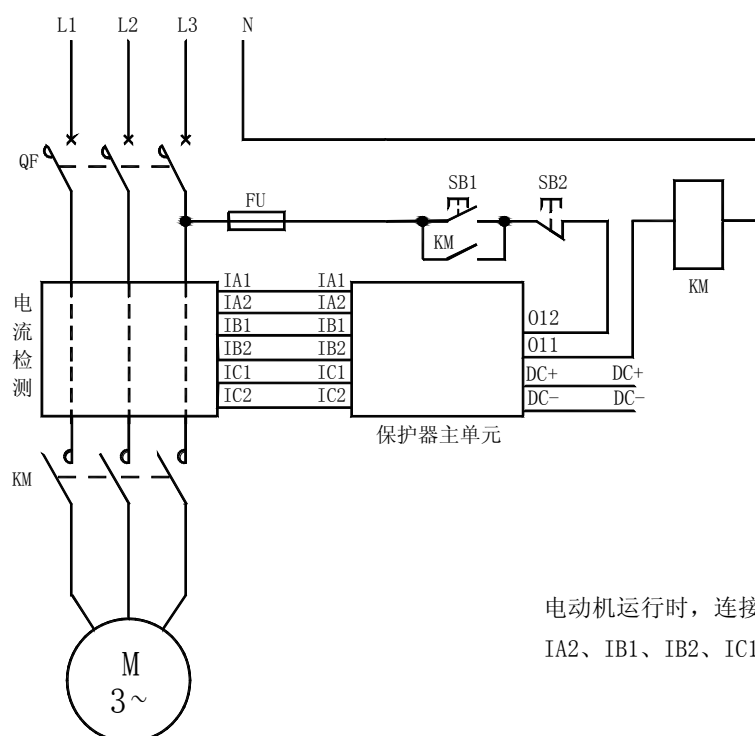 L1 L2 L3 N
QF
FU
SB1 SB2
KM
KM
电流检测
IA1 IA1
IA2 IA2
IB1 IB1
IB2 IB2
IC1 IC1
IC2 IC2
O12
O11
DC+ DC+
DC- DC-
保护器主单元
KM
M
3~
电动机运行时，连接
IA2、IB1、IB2、IC1